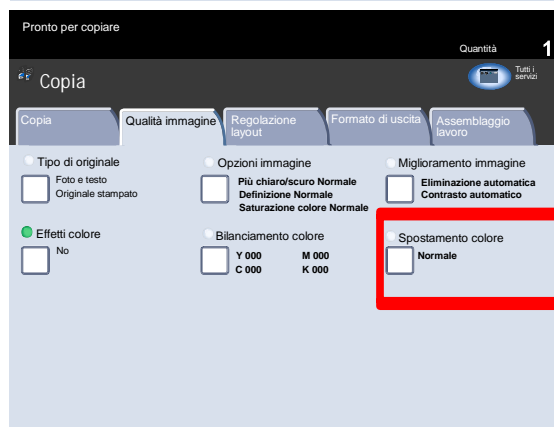 Pronto per copiare
Quantità 1
Copia
Tutti i
servizi
Copia
Qualità immagine
Regolazione
layout
Formato di uscita
Assemblaggio
lavoro
Tipo di originale
Foto e testo
Originale stampato
Opzioni immagine
Più chiaro/scuro Normale
Definizione Normale
Saturazione colore Normale
Miglioramento immagine
Eliminazione automatica
Contrasto automatico
Effetti colore
No
Bilanciamento colore
Y 000 M 000
C 000 K 000
Spostamento colore
Normale